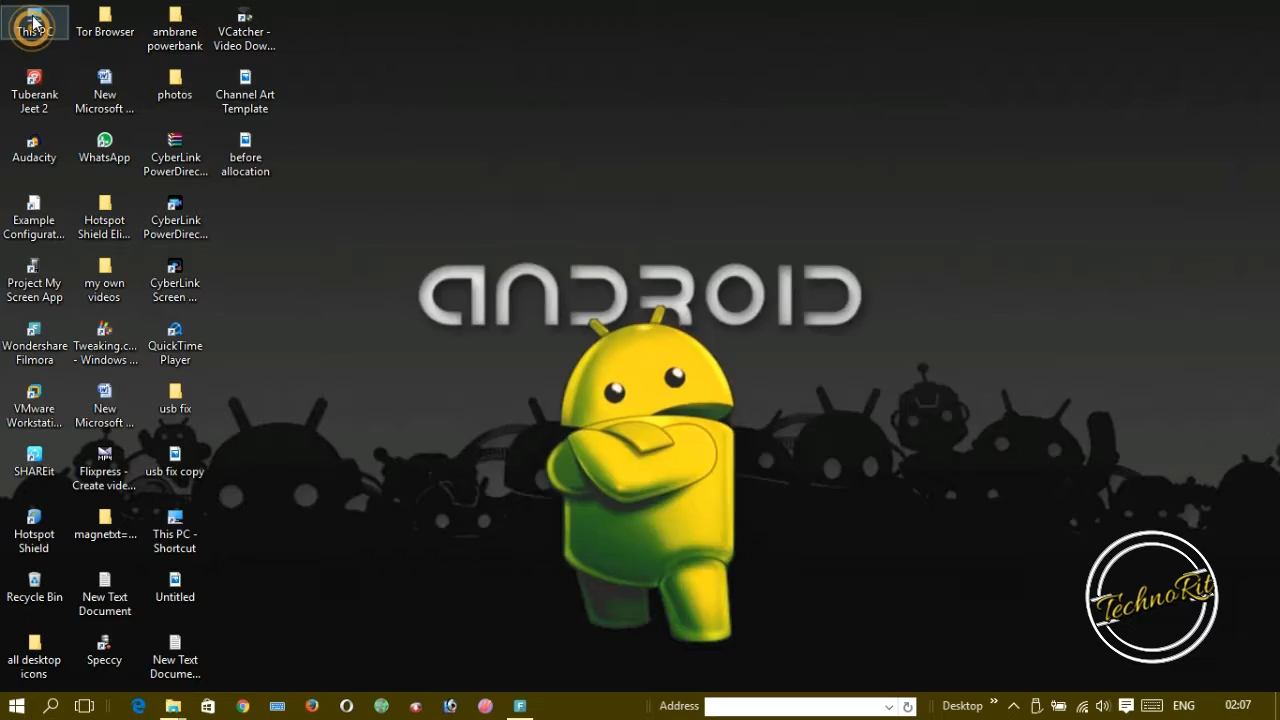 This PC
Tor Browser
ambrane
powerbank
VCatcher -
Video Dow...
Tuberank
Jeet 2
New
Microsoft ...
photos
Channel Art
Template
Audacity
WhatsApp
CyberLink
PowerDirec...
before
allocation
Example
Configurat...
Hotspot
Shield Eli...
CyberLink
PowerDirec...
Project My
Screen App
my own
videos
CyberLink
Screen ...
ANDROID
Wondershare
Filmora
Tweaking.c...
- Windows ...
QuickTime
Player
VMware
Workstati...
New
Microsoft ...
usb fix
SHAREit
Flixpress -
Create vide...
usb fix copy
Hotspot
Shield
magnetxt=...
This PC -
Shortcut
Recycle Bin
New Text
Document
Untitled
TechnoRit
all desktop
icons
Speccy
New Text
Docume...
Address
Desktop
ENG
02:07